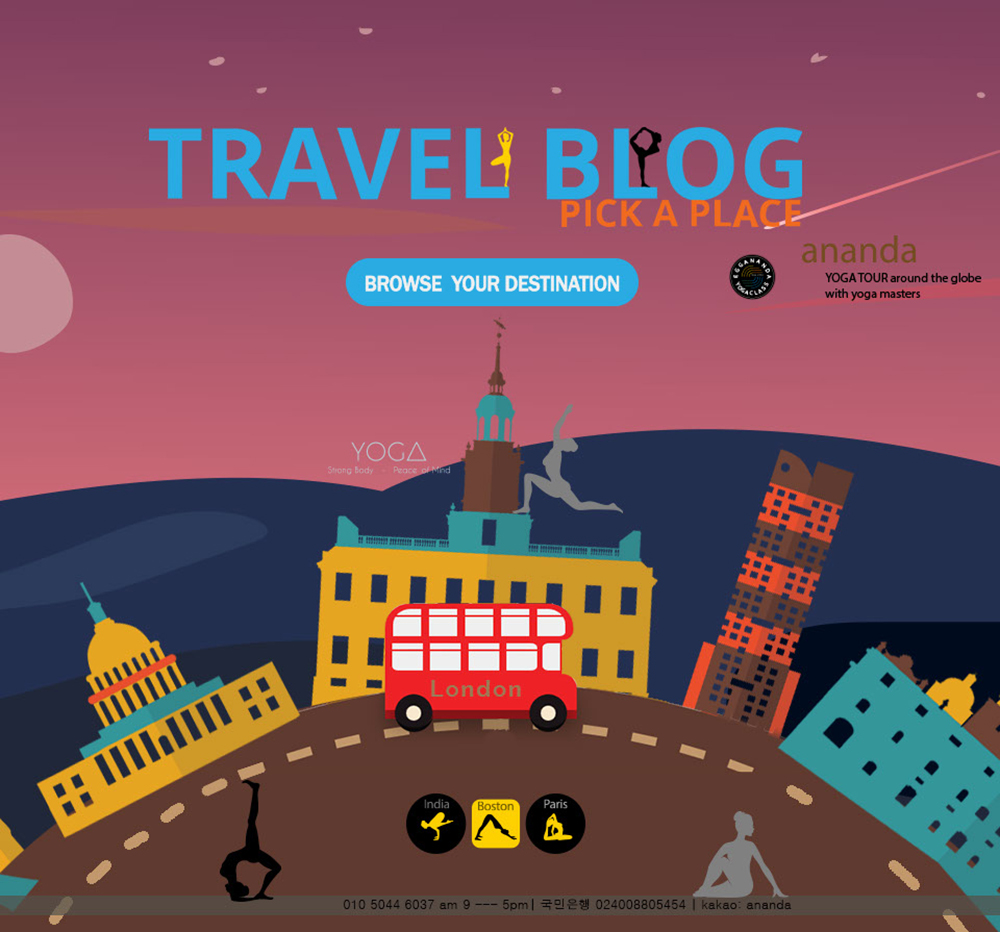 TRAVEL BLOG
PICK A PLACE
BROWSE YOUR DESTINATION
EGGANANDA
YOGACLASS
ananda
YOGA TOUR around the globe
with yoga masters
YOGA
Strong Body - Peace of Mind
London
India
Boston
Paris
010 5044 6037 am 9 --- 5pm| 국민은행 024008805454 | kakao: ananda